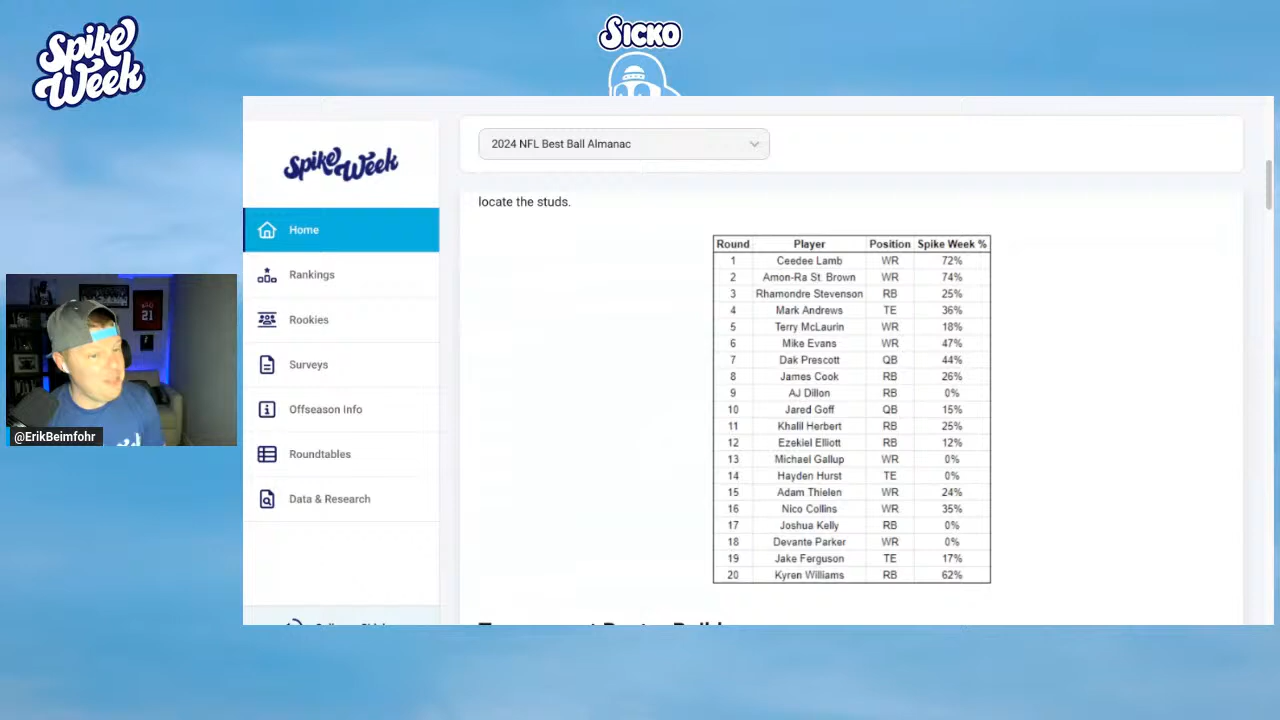 Spike
Week
SICKO
Spike Week
2024 NFL Best Ball Almanac
Home
Rankings
Rookies
Surveys
Offseason Info
Roundtables
Data & Research
21
@ErikBeimfohr
locate the studs.
Round Player Position Spike Week %
1 Ceedee Lamb WR 72%
2 Amon-Ra St. Brown WR 74%
3 Rhamondre Stevenson RB 25%
4 Mark Andrews TE 36%
5 Terry McLaurin WR 18%
6 Mike Evans WR 47%
7 Dak Prescott QB 44%
8 James Cook RB 26%
9 AJ Dillon RB 0%
10 Jared Goff QB 15%
11 Khalil Herbert RB 25%
12 Ezekiel Elliott RB 12%
13 Michael Gallup WR 0%
14 Hayden Hurst TE 0%
15 Adam Thielen WR 24%
16 Nico Collins WR 35%
17 Joshua Kelly RB 0%
18 Devante Parker WR 0%
19 Jake Ferguson TE 17%
20 Kyren Williams RB 62%